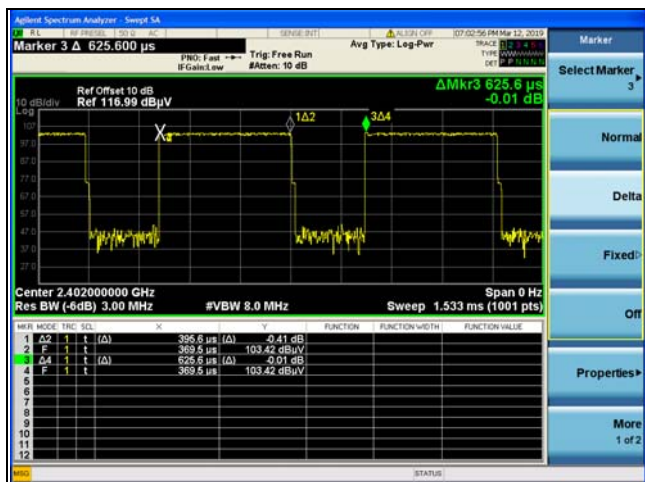 Agilent Spectrum Analyzer - Swept SA
RL RF PRESEL 50 Ω AC SENSE:INT ALIGN OFF 07:02:56 PM Mar 12, 2019
Marker 3 Δ 625.600 µs
PNO: Fast
IFGain:Low
Trig: Free Run
#Atten: 10 dB
Avg Type: Log-Pwr
TRACE 1 2 3 4 5 6
TYPE
DET P P N N N N
Marker
Select Marker
3
Normal
Delta
Fixed
Off
Properties
More
1 of 2
Ref Offset 10 dB
10 dB/div Ref 116.99 dBµV
Log
ΔMkr3 625.6 µs
-0.01 dB
1Δ2
3Δ4
107
97.0
87.0
77.0
67.0
57.0
47.0
37.0
27.0
Center 2.402000000 GHz Span 0 Hz
Res BW (-6dB) 3.00 MHz #VBW 8.0 MHz Sweep 1.533 ms (1001 pts)
MKR MODE TRC SCL X Y FUNCTION FUNCTION WIDTH FUNCTION VALUE
1 Δ2 1 t (Δ) 395.6 µs (Δ) -0.41 dB
2 F 1 t 369.5 µs 103.42 dBµV
3 Δ4 1 t (Δ) 625.6 µs (Δ) -0.01 dB
4 F 1 t 369.5 µs 103.42 dBµV
5
6
7
8
9
10
11
12
MSG STATUS